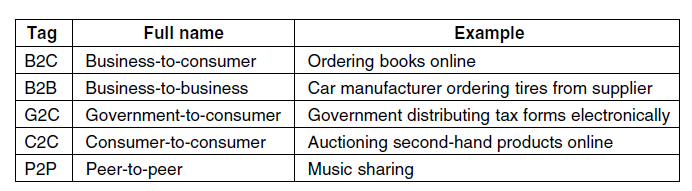 Tag Full name Example
B2C Business-to-consumer Ordering books online
B2B Business-to-business Car manufacturer ordering tires from supplier
G2C Government-to-consumer Government distributing tax forms electronically
C2C Consumer-to-consumer Auctioning second-hand products online
P2P Peer-to-peer Music sharing